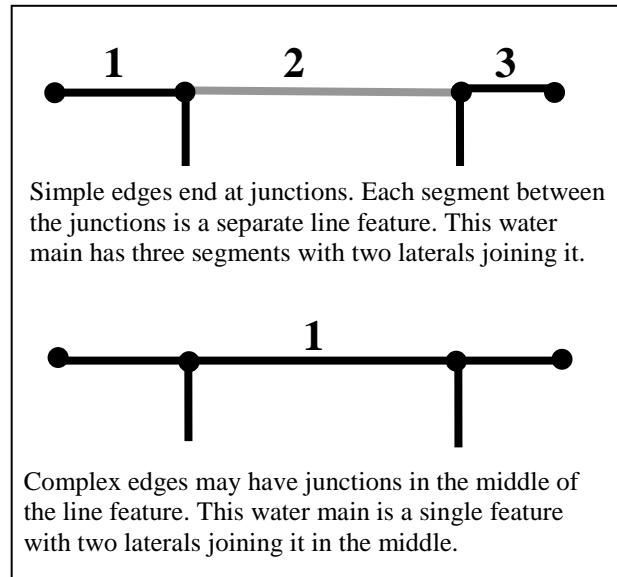 1 2 3
Simple edges end at junctions. Each segment between
the junctions is a separate line feature. This water
main has three segments with two laterals joining it.
1
Complex edges may have junctions in the middle of
the line feature. This water main is a single feature
with two laterals joining it in the middle.